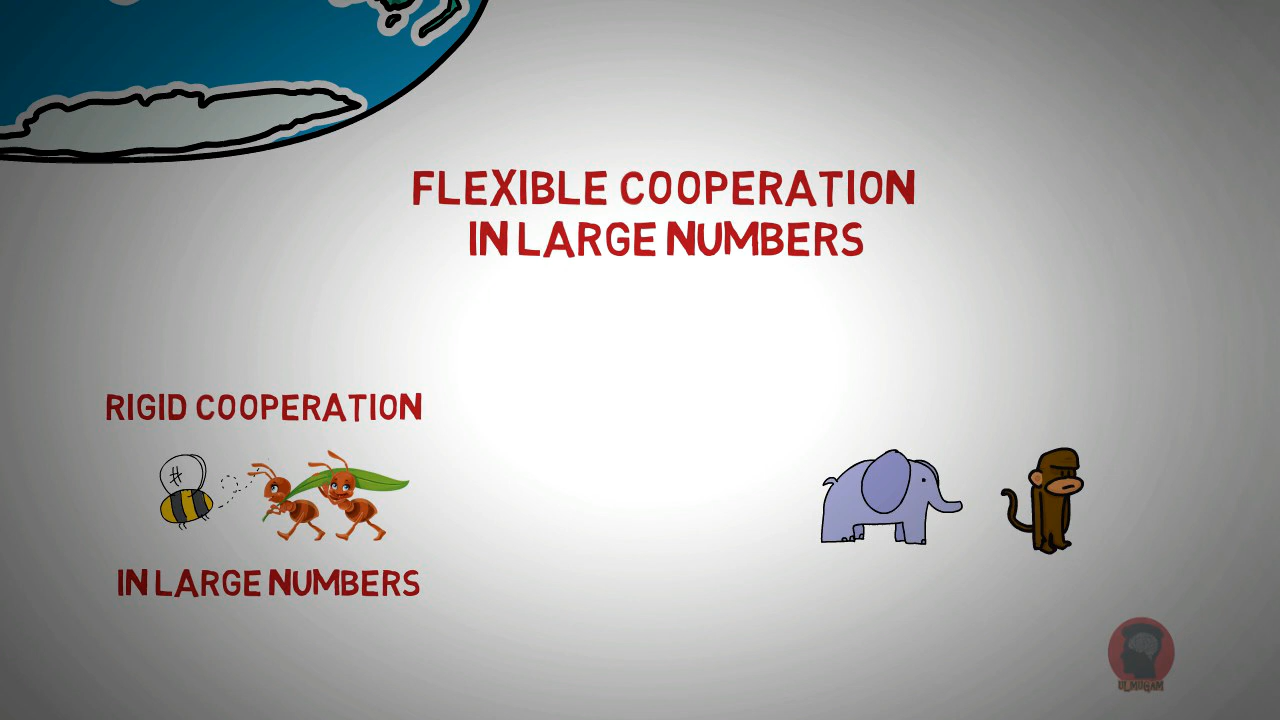 FLEXIBLE COOPERATION
IN LARGE NUMBERS
RIGID COOPERATION
IN LARGE NUMBERS